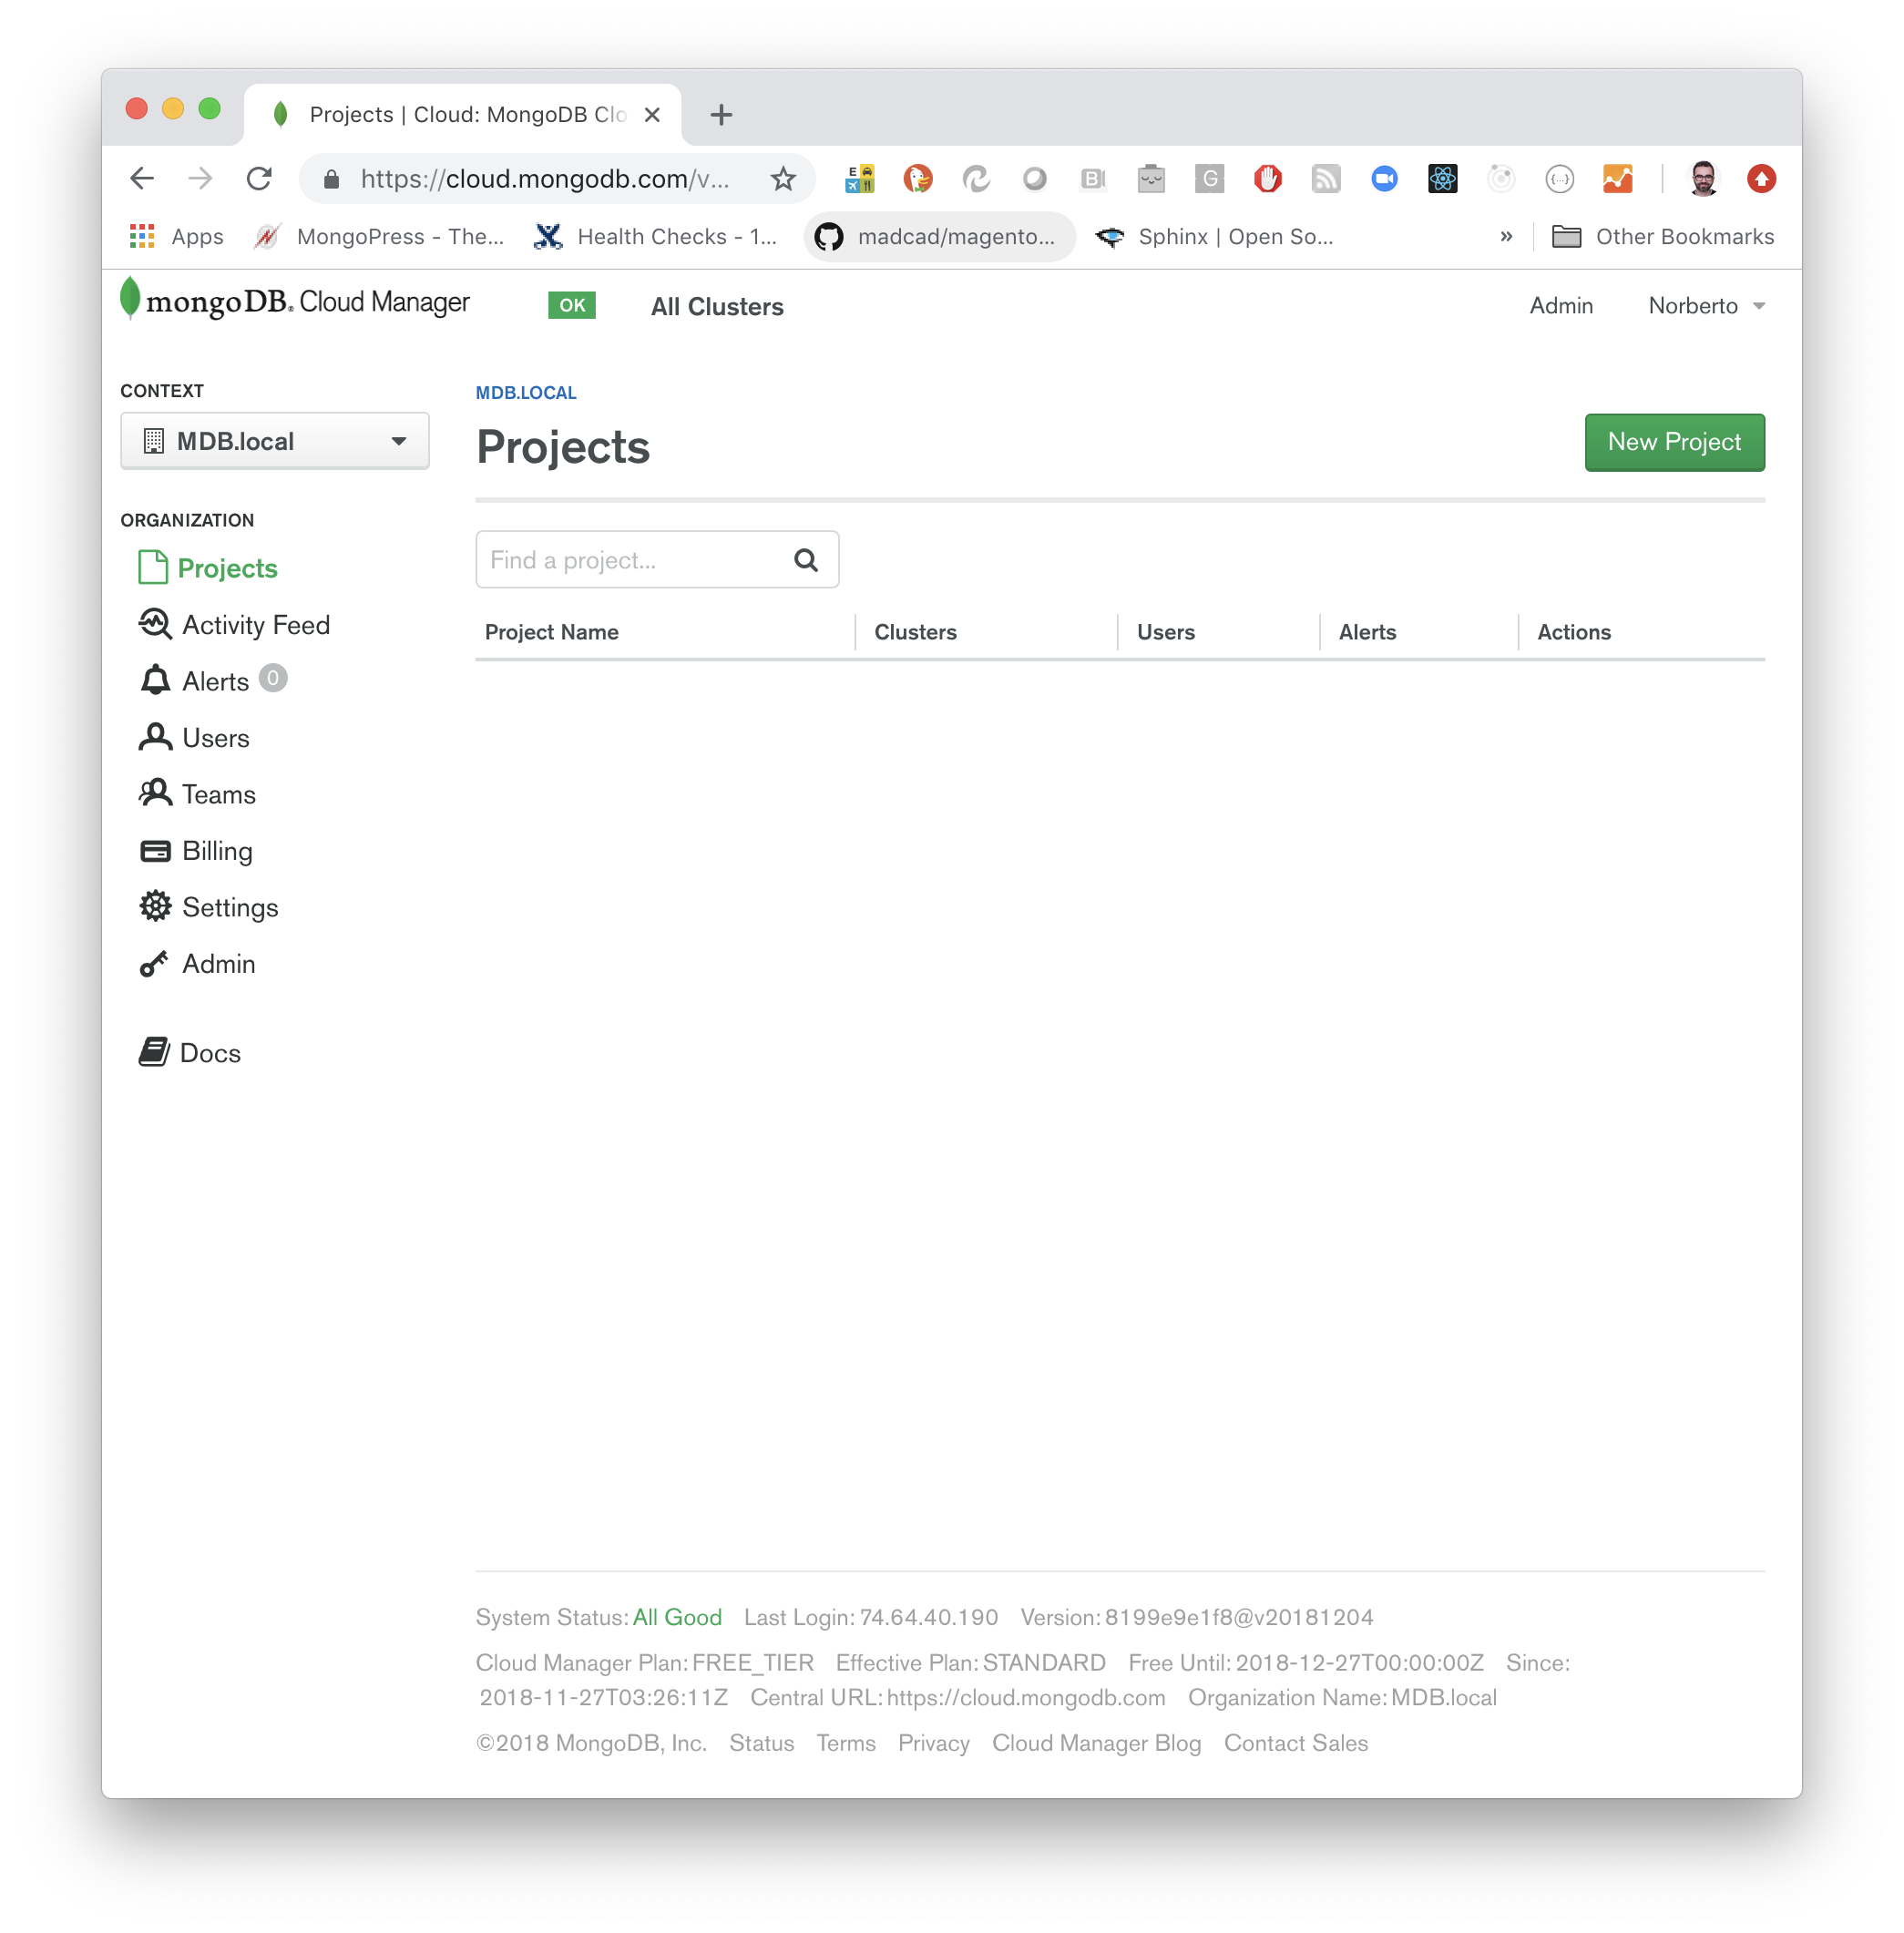 Projects | Cloud: MongoDB Clo
https://cloud.mongodb.com/v...
Apps
MongoPress - The...
Health Checks - 1...
madcad/magento...
Sphinx | Open So...
»
Other Bookmarks
mongoDB. Cloud Manager
OK
All Clusters
Admin
Norberto
CONTEXT
MDB.local
ORGANIZATION
Projects
Activity Feed
Alerts 0
Users
Teams
Billing
Settings
Admin
Docs
MDB.LOCAL
Projects
New Project
Find a project...
Project Name Clusters Users Alerts Actions
System Status: All Good Last Login: 74.64.40.190 Version: 8199e9e1f8@v20181204
Cloud Manager Plan: FREE_TIER Effective Plan: STANDARD Free Until: 2018-12-27T00:00:00Z Since:
2018-11-27T03:26:11Z Central URL: https://cloud.mongodb.com Organization Name: MDB.local
©2018 MongoDB, Inc. Status Terms Privacy Cloud Manager Blog Contact Sales